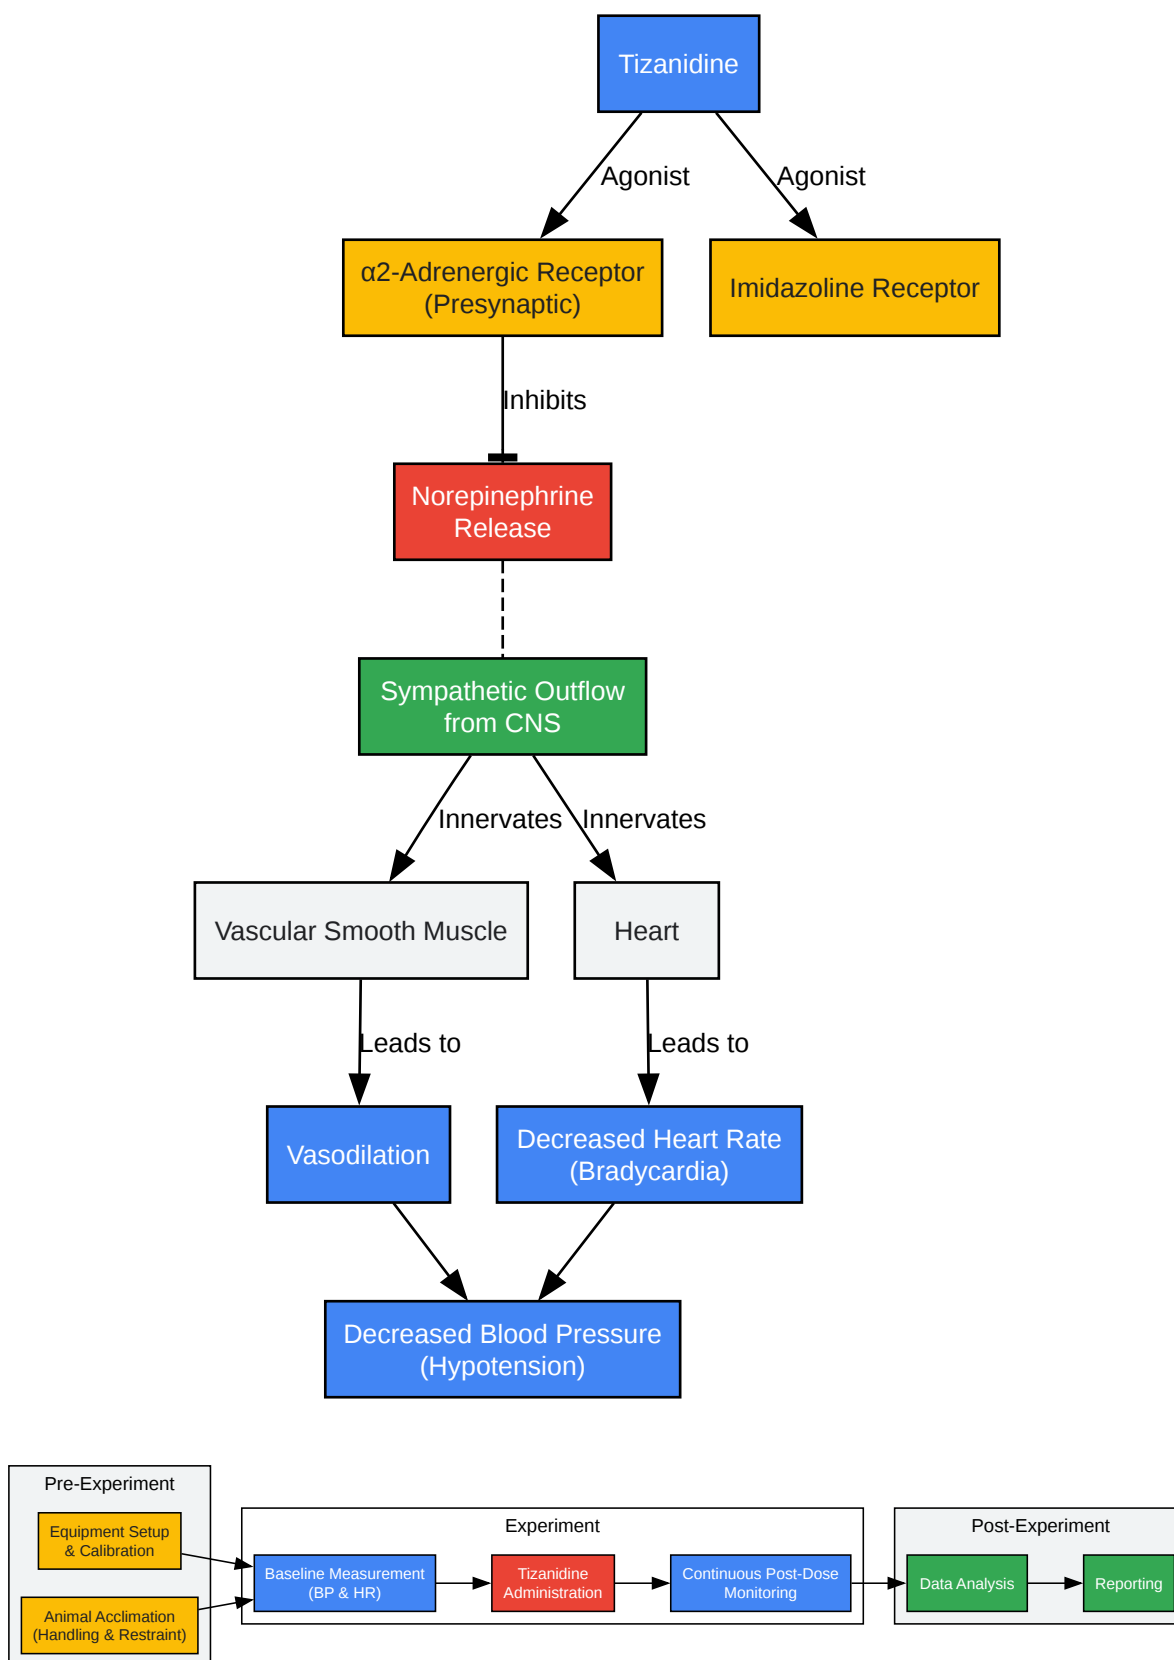 Tizanidine
Agonist
Agonist
α2-Adrenergic Receptor
(Presynaptic)
Imidazoline Receptor
Inhibits
Norepinephrine
Release
Sympathetic Outflow
from CNS
Innervates
Innervates
Vascular Smooth Muscle
Heart
Leads to
Leads to
Vasodilation
Decreased Heart Rate
(Bradycardia)
Decreased Blood Pressure
(Hypotension)
Pre-Experiment
Equipment Setup
& Calibration
Animal Acclimation
(Handling & Restraint)
Experiment
Baseline Measurement
(BP & HR)
Tizanidine
Administration
Continuous Post-Dose
Monitoring
Post-Experiment
Data Analysis
Reporting